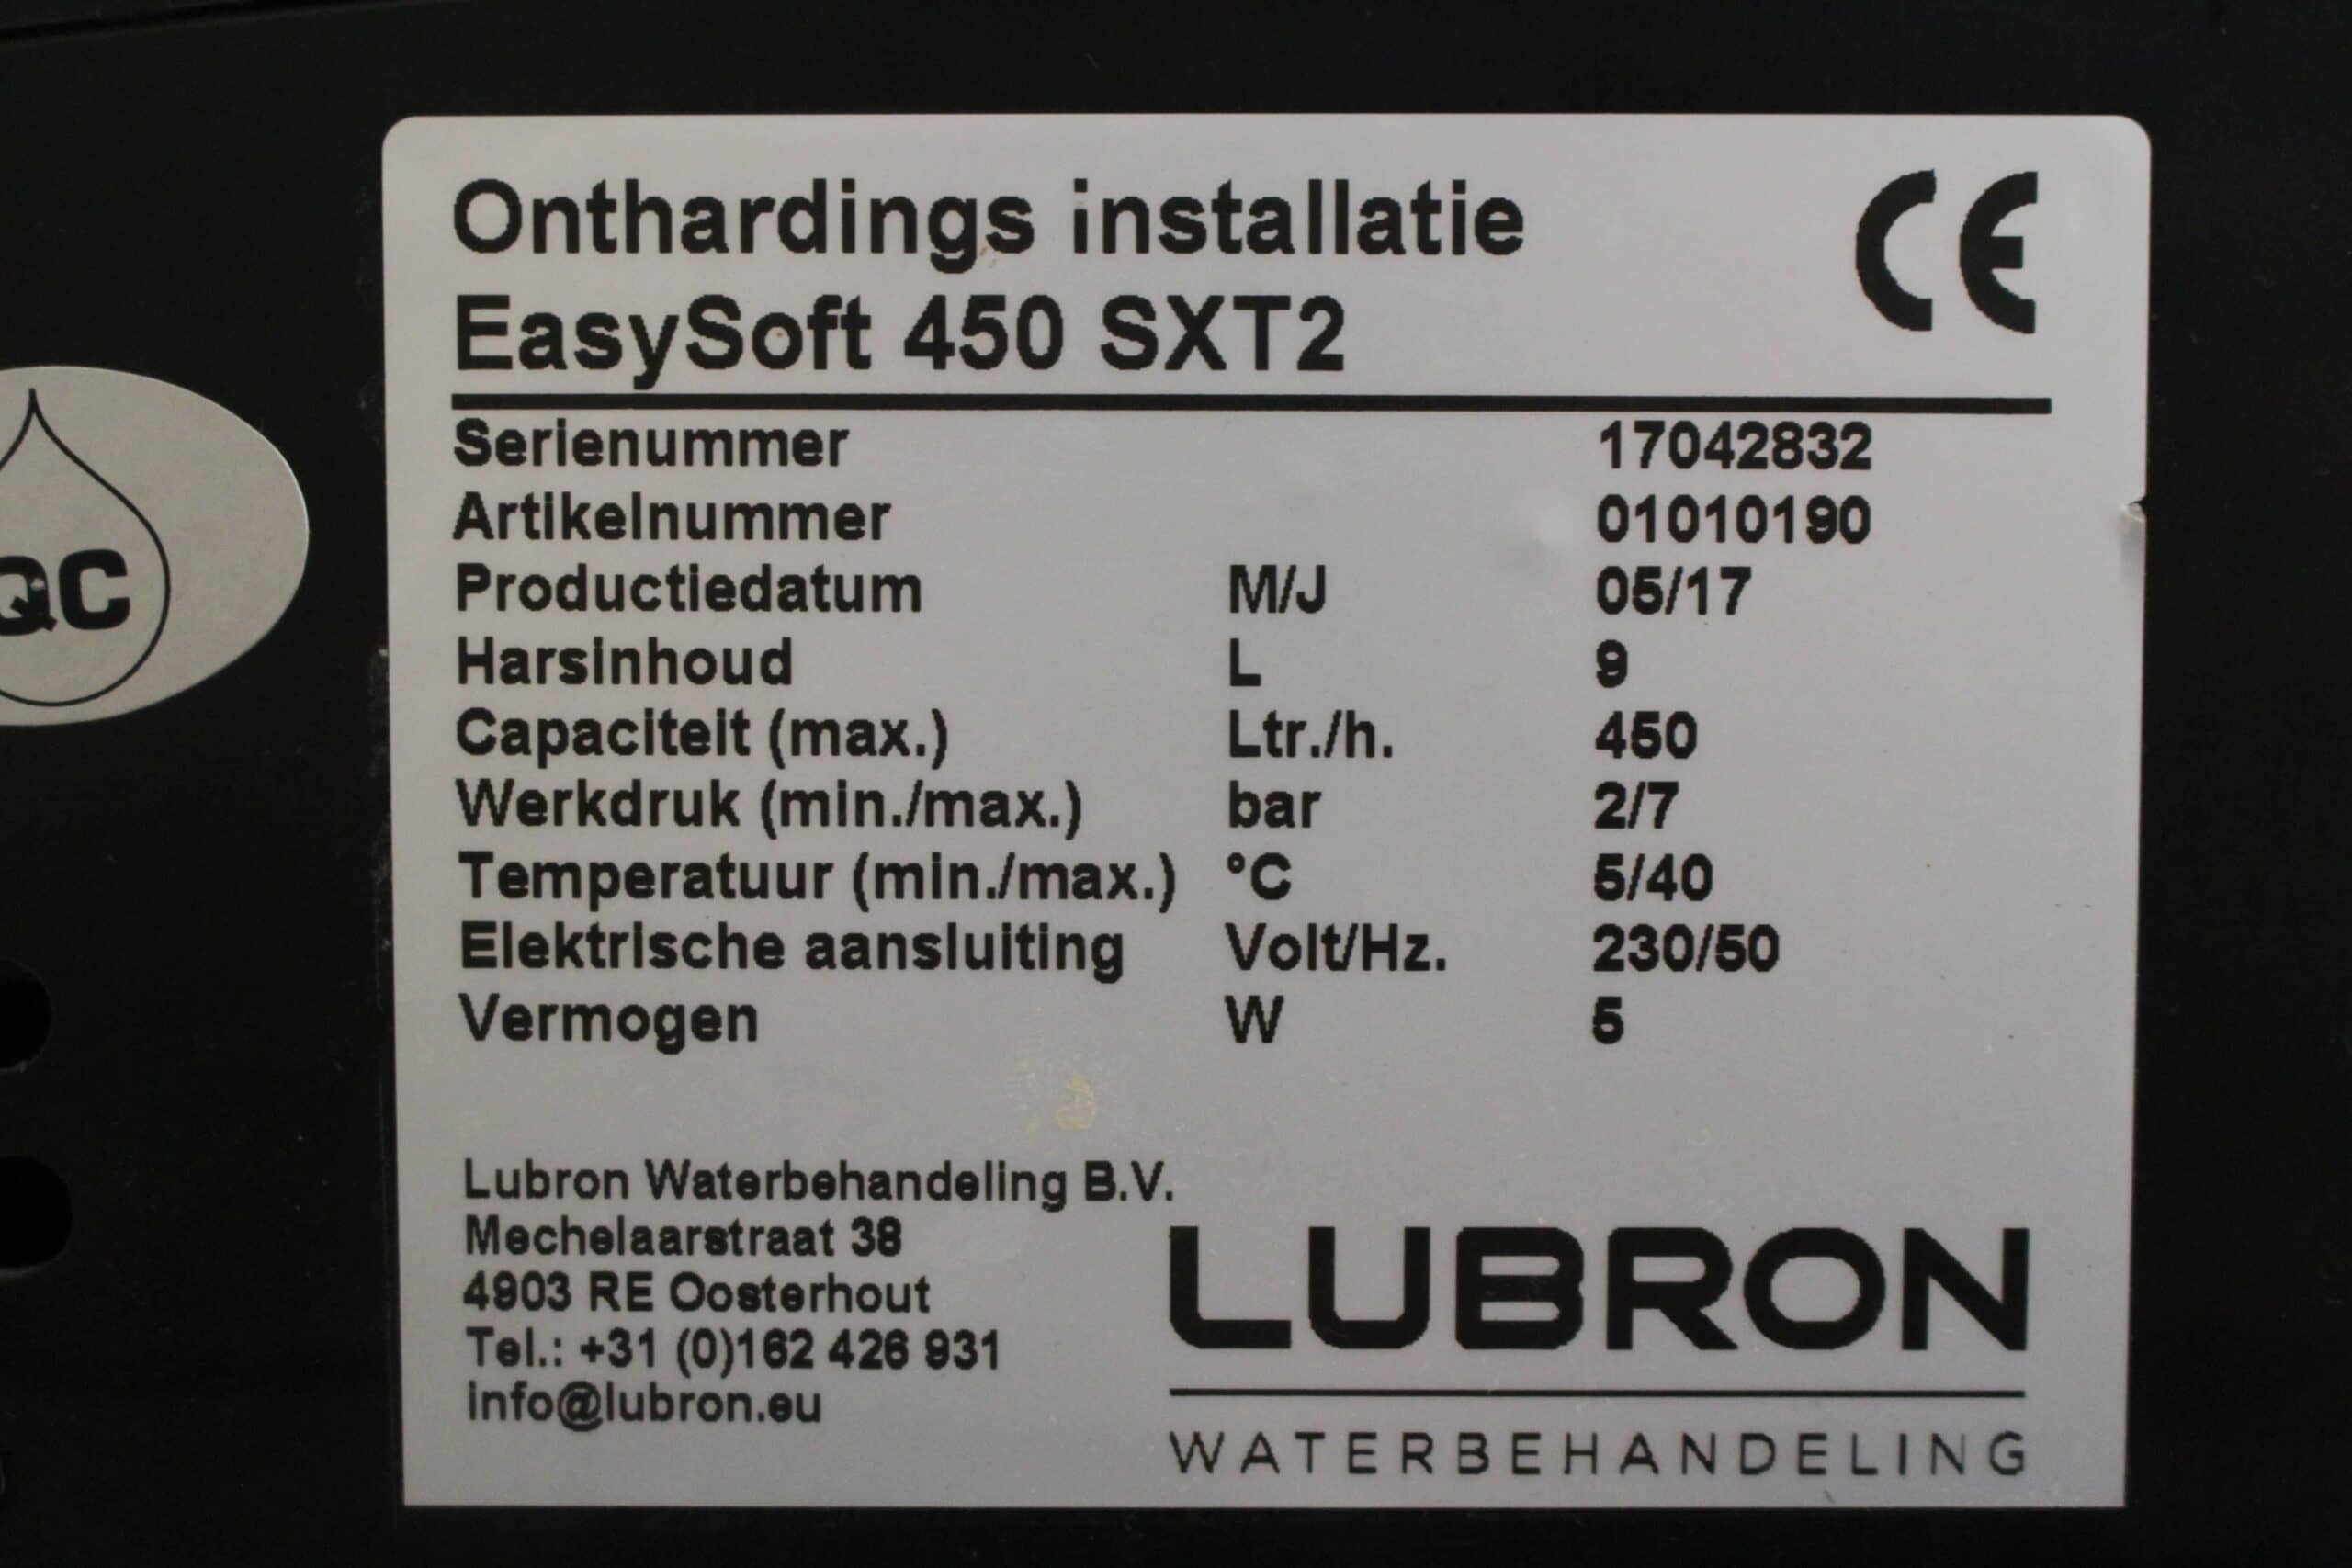 Onthardings installatie
EasySoft 450 SXT2
CE
Serienummer 17042832
Artikelnummer 01010190
Productiedatum M/J 05/17
Harsinhoud L 9
Capaciteit (max.) Ltr./h. 450
Werkdruk (min./max.) bar 2/7
Temperatuur (min./max.) °C 5/40
Elektrische aansluiting Volt/Hz. 230/50
Vermogen W 5
QC
Lubron Waterbehandeling B.V.
Mechelaarstraat 38
4903 RE Oosterhout
Tel.: +31 (0)162 426 931
info@lubron.eu
LUBRON
WATERBEHANDELING